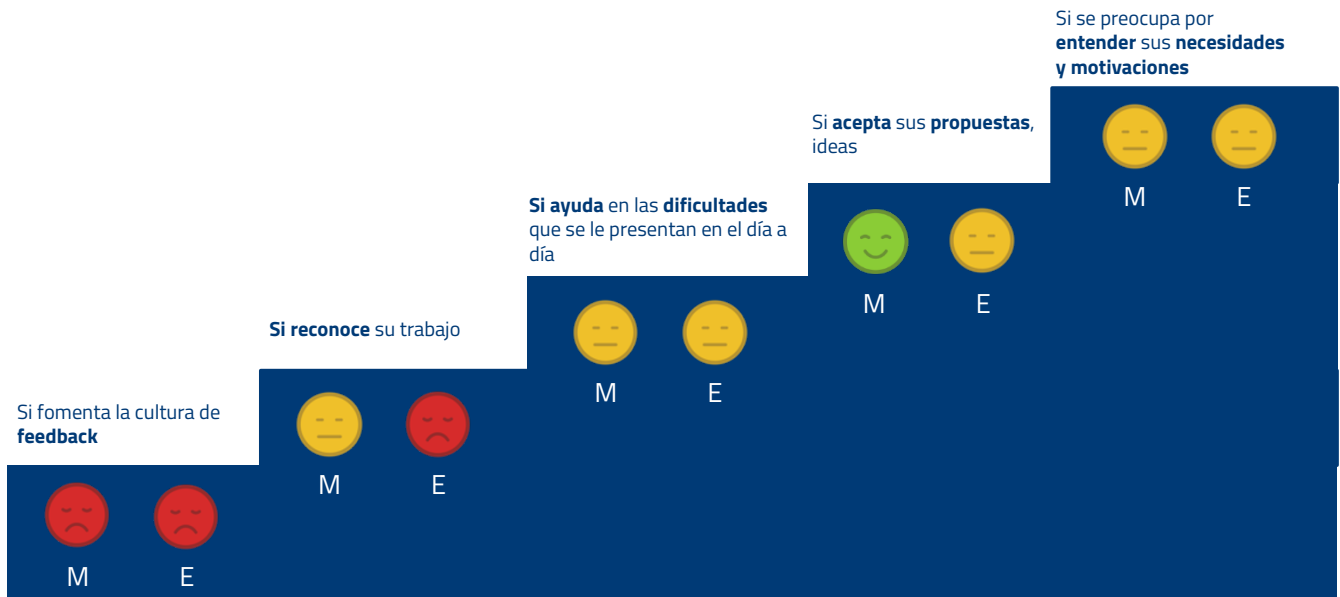 Si se preocupa por
entender sus necesidades
y motivaciones
M E
Si acepta sus propuestas,
ideas
M E
Si ayuda en las dificultades
que se le presentan en el día a
día
M E
Si reconoce su trabajo
M E
Si fomenta la cultura de
feedback
M E